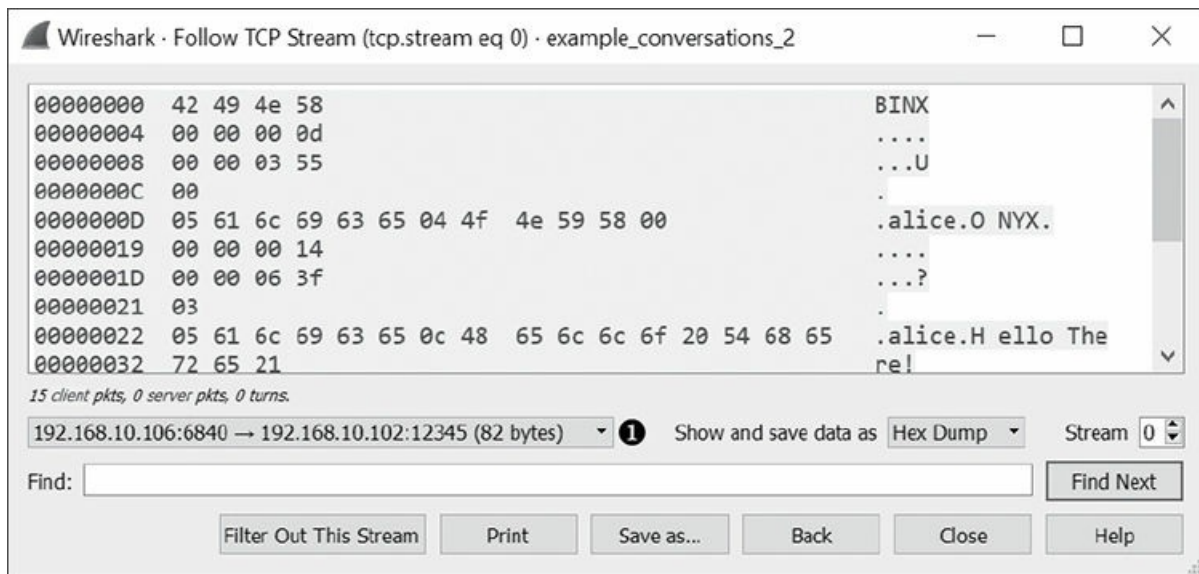 Wireshark · Follow TCP Stream (tcp.stream eq 0) · example_conversations_2
00000000 42 49 4e 58 BINX
00000004 00 00 00 0d ....
00000008 00 00 03 55 ...U
0000000C 00 .
0000000D 05 61 6c 69 63 65 04 4f 4e 59 58 00 .alice.O NYX.
00000019 00 00 00 14 ....
0000001D 00 00 06 3f ...?
00000021 03 .
00000022 05 61 6c 69 63 65 0c 48 65 6c 6c 6f 20 54 68 65 .alice.H ello The
00000032 72 65 21 re!
15 client pkts, 0 server pkts, 0 turns.
192.168.10.106:6840 → 192.168.10.102:12345 (82 bytes) ❶ Show and save data as Hex Dump Stream 0
Find: Find Next
Filter Out This Stream Print Save as... Back Close Help